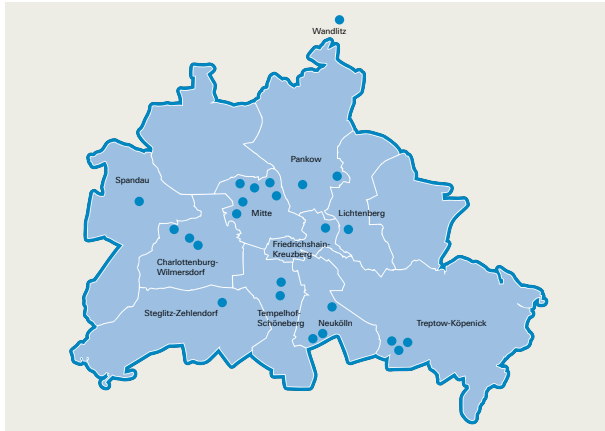 Wandlitz
Pankow
Spandau
Mitte
Lichtenberg
Friedrichshain-
Kreuzberg
Charlottenburg-
Wilmersdorf
Steglitz-Zehlendorf
Tempelhof-
Schöneberg
Neukölln
Treptow-Köpenick